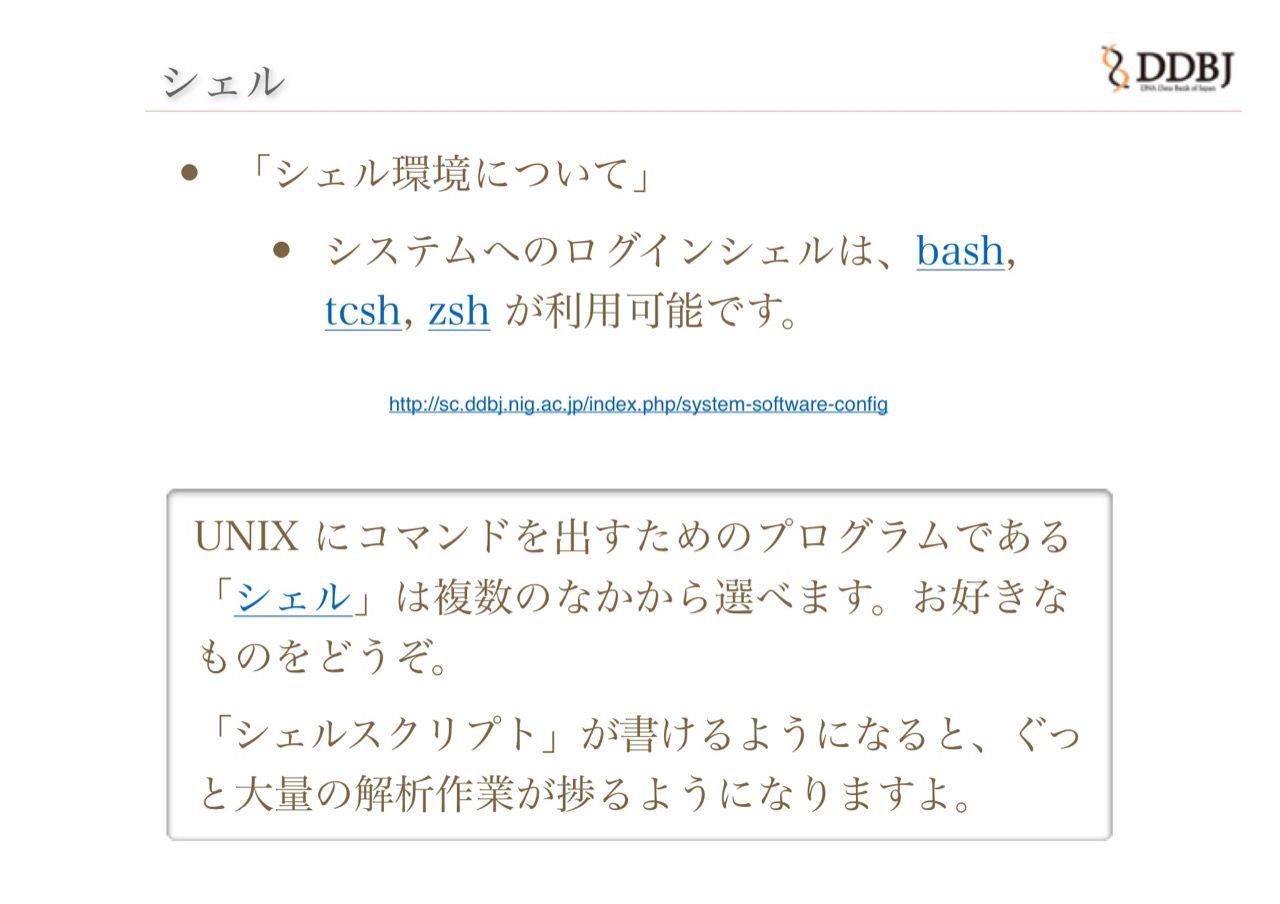 シェル
DDBJ
DNA Data Bank of Japan
• 「シェル環境について」
• システムへのログインシェルは、bash,
tcsh, zsh が利用可能です。
http://sc.ddbj.nig.ac.jp/index.php/system-software-config
UNIX にコマンドを出すためのプログラムである
「シェル」は複数のなかから選べます。お好きな
ものをどうぞ。
「シェルスクリプト」が書けるようになると、ぐっ
と大量の解析作業が捗るようになりますよ。